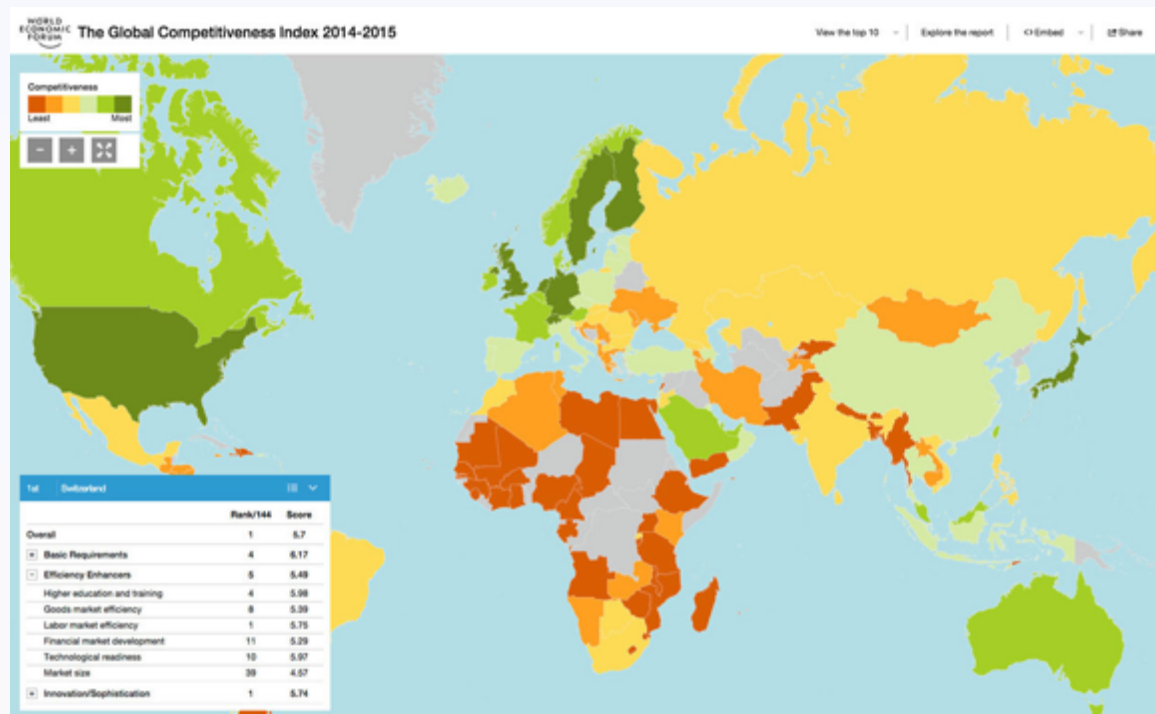 WORLD
ECONOMIC
FORUM
The Global Competitiveness Index 2014-2015
View the top 10
Explore the report
<>Embed
Share
Competitiveness
Least Most
1st Switzerland
Rank/144 Score
Overall 1 5.7
+ Basic Requirements 4 6.17
- Efficiency Enhancers 5 5.49
Higher education and training 4 5.98
Goods market efficiency 8 5.39
Labor market efficiency 1 5.75
Financial market development 11 5.29
Technological readiness 10 5.97
Market size 39 4.57
+ Innovation/Sophistication 1 5.74